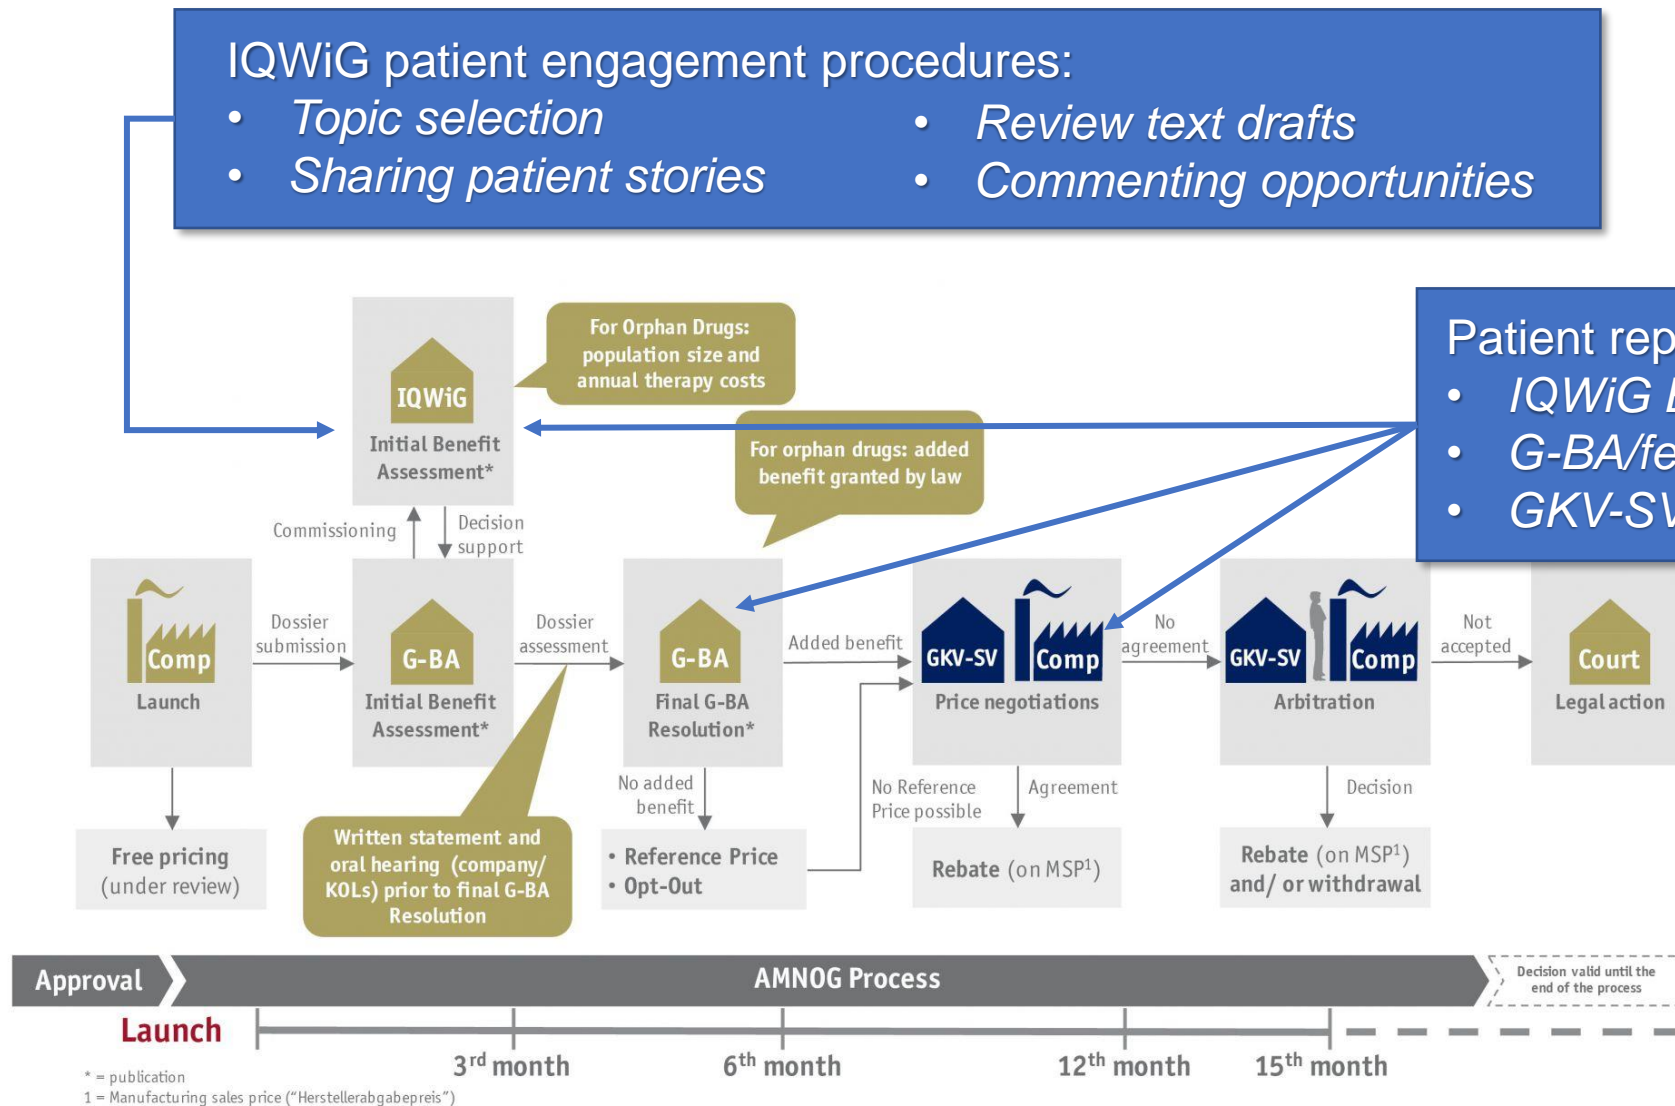 IQWiG patient engagement procedures:
• Topic selection
• Sharing patient stories
• Review text drafts
• Commenting opportunities
For Orphan Drugs:
population size and
annual therapy costs
Patient rep
• IQWiG
• G-BA/fe
• GKV-SV
IQWiG
Initial Benefit
Assessment*
For orphan drugs: added
benefit granted by law
Commissioning
Decision
support
Comp
Launch
Dossier
submission
G-BA
Initial Benefit
Assessment*
Dossier
assessment
G-BA
Final G-BA
Resolution*
Added benefit
GKV-SV
Comp
Price negotiations
No
agreement
GKV-SV
Comp
Arbitration
Not
accepted
Court
Legal action
No added
benefit
No Reference
Price possible
Agreement
Decision
Free pricing
(under review)
Written statement and
oral hearing (company/
KOLs) prior to final G-BA
Resolution
• Reference Price
• Opt-Out
Rebate (on MSP¹)
Rebate (on MSP¹)
and/ or withdrawal
Approval
AMNOG Process
Decision valid until the
end of the process
Launch
3rd month
6th month
12th month
15th month
* = publication
1 = Manufacturing sales price ("Herstellerabgabepreis")